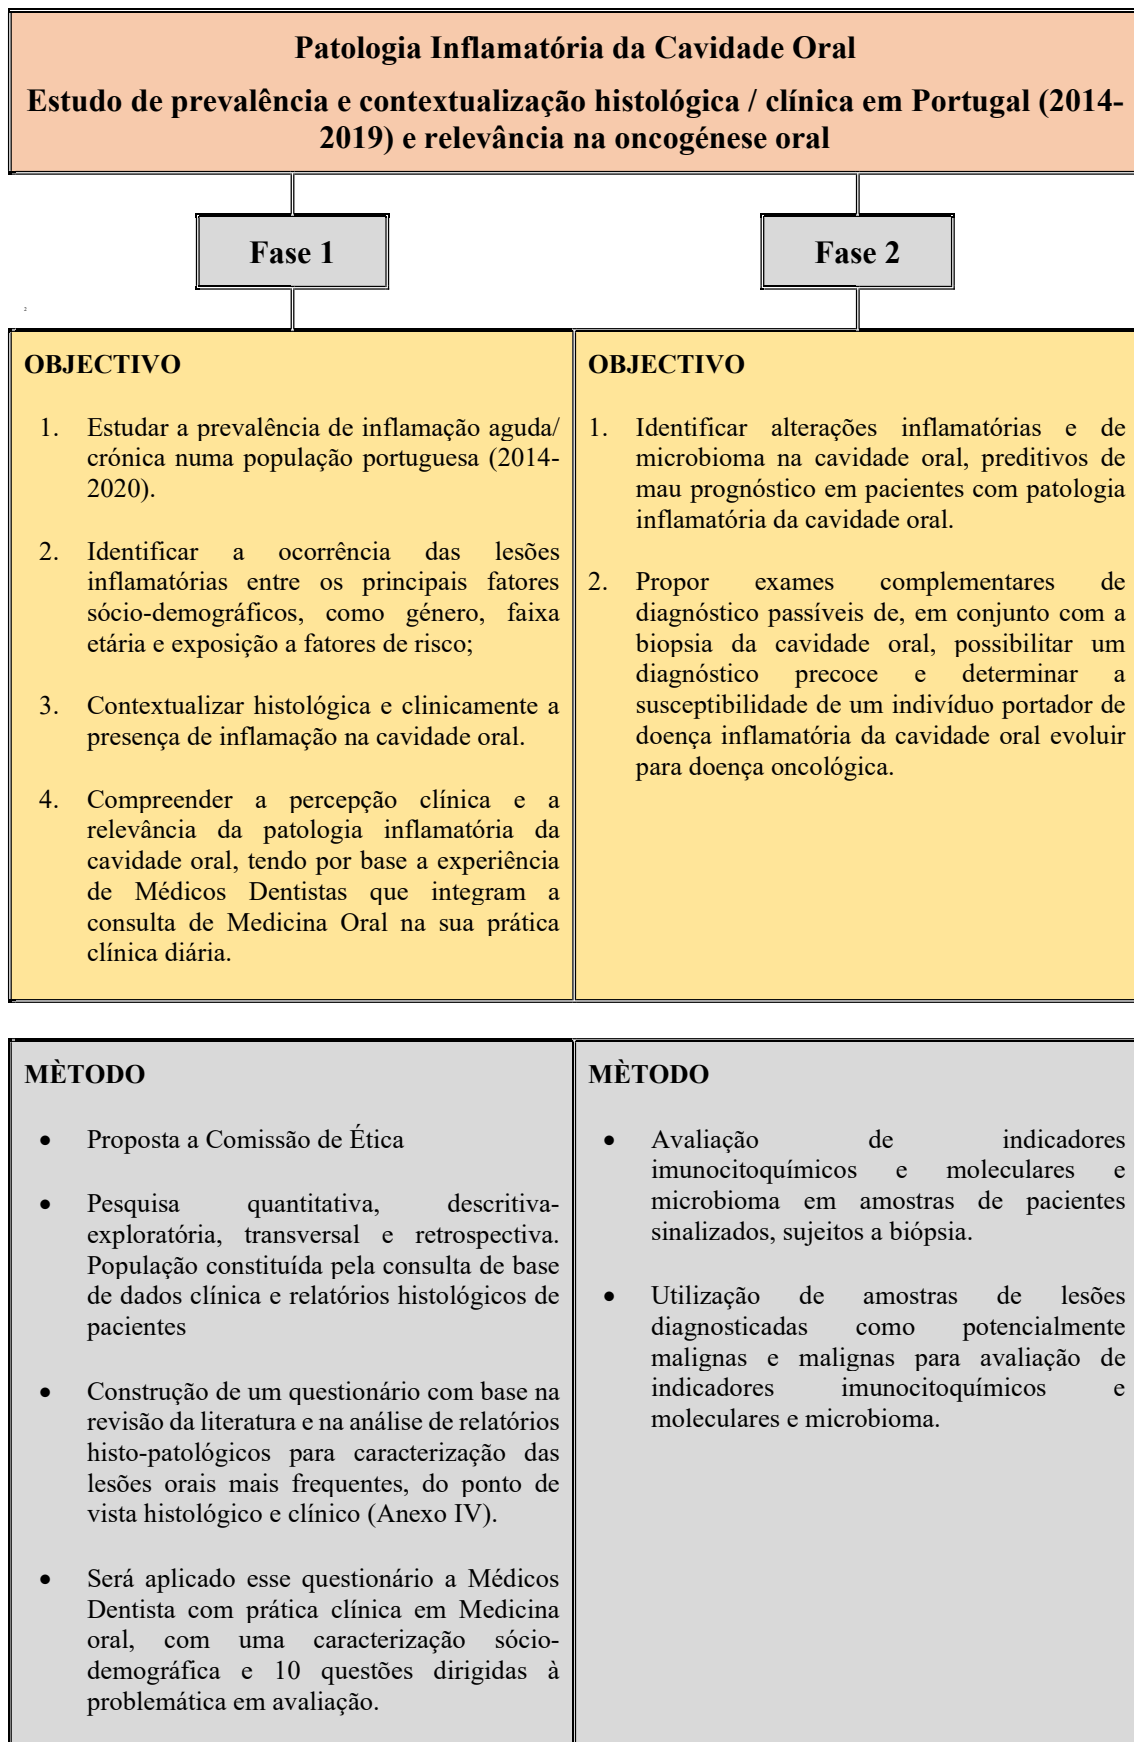 Patologia Inflamatória da Cavidade Oral
Estudo de prevalência e contextualização histológica / clínica em Portugal (2014-
2019) e relevância na oncogénese oral
Fase 1
Fase 2
OBJECTIVO
1. Estudar a prevalência de inflamação aguda/
crónica numa população portuguesa (2014-
2020).
2. Identificar a ocorrência das lesões
inflamatórias entre os principais fatores
sócio-demográficos, como género, faixa
etária e exposição a fatores de risco;
3. Contextualizar histológica e clinicamente a
presença de inflamação na cavidade oral.
4. Compreender a percepção clínica e a
relevância da patologia inflamatória da
cavidade oral, tendo por base a experiência
de Médicos Dentistas que integram a
consulta de Medicina Oral na sua prática
clínica diária.
OBJECTIVO
1. Identificar alterações inflamatórias e de
microbioma na cavidade oral, preditivos de
mau prognóstico em pacientes com patologia
inflamatória da cavidade oral.
2. Propor exames complementares de
diagnóstico passíveis de, em conjunto com a
biopsia da cavidade oral, possibilitar um
diagnóstico precoce e determinar a
susceptibilidade de um indivíduo portador de
doença inflamatória da cavidade oral evoluir
para doença oncológica.
MÈTODO
• Proposta a Comissão de Ética
• Pesquisa quantitativa, descritiva-
exploratória, transversal e retrospectiva.
População constituída pela consulta de base
de dados clínica e relatórios histológicos de
pacientes
• Construção de um questionário com base na
revisão da literatura e na análise de relatórios
histo-patológicos para caracterização das
lesões orais mais frequentes, do ponto de
vista histológico e clínico (Anexo IV).
• Será aplicado esse questionário a Médicos
Dentista com prática clínica em Medicina
oral, com uma caracterização sócio-
demográfica e 10 questões dirigidas à
problemática em avaliação.
MÈTODO
• Avaliação de indicadores
imunocitoquímicos e moleculares e
microbioma em amostras de pacientes
sinalizados, sujeitos a biópsia.
• Utilização de amostras de lesões
diagnosticadas como potencialmente
malignas e malignas para avaliação de
indicadores imunocitoquímicos e
moleculares e microbioma.